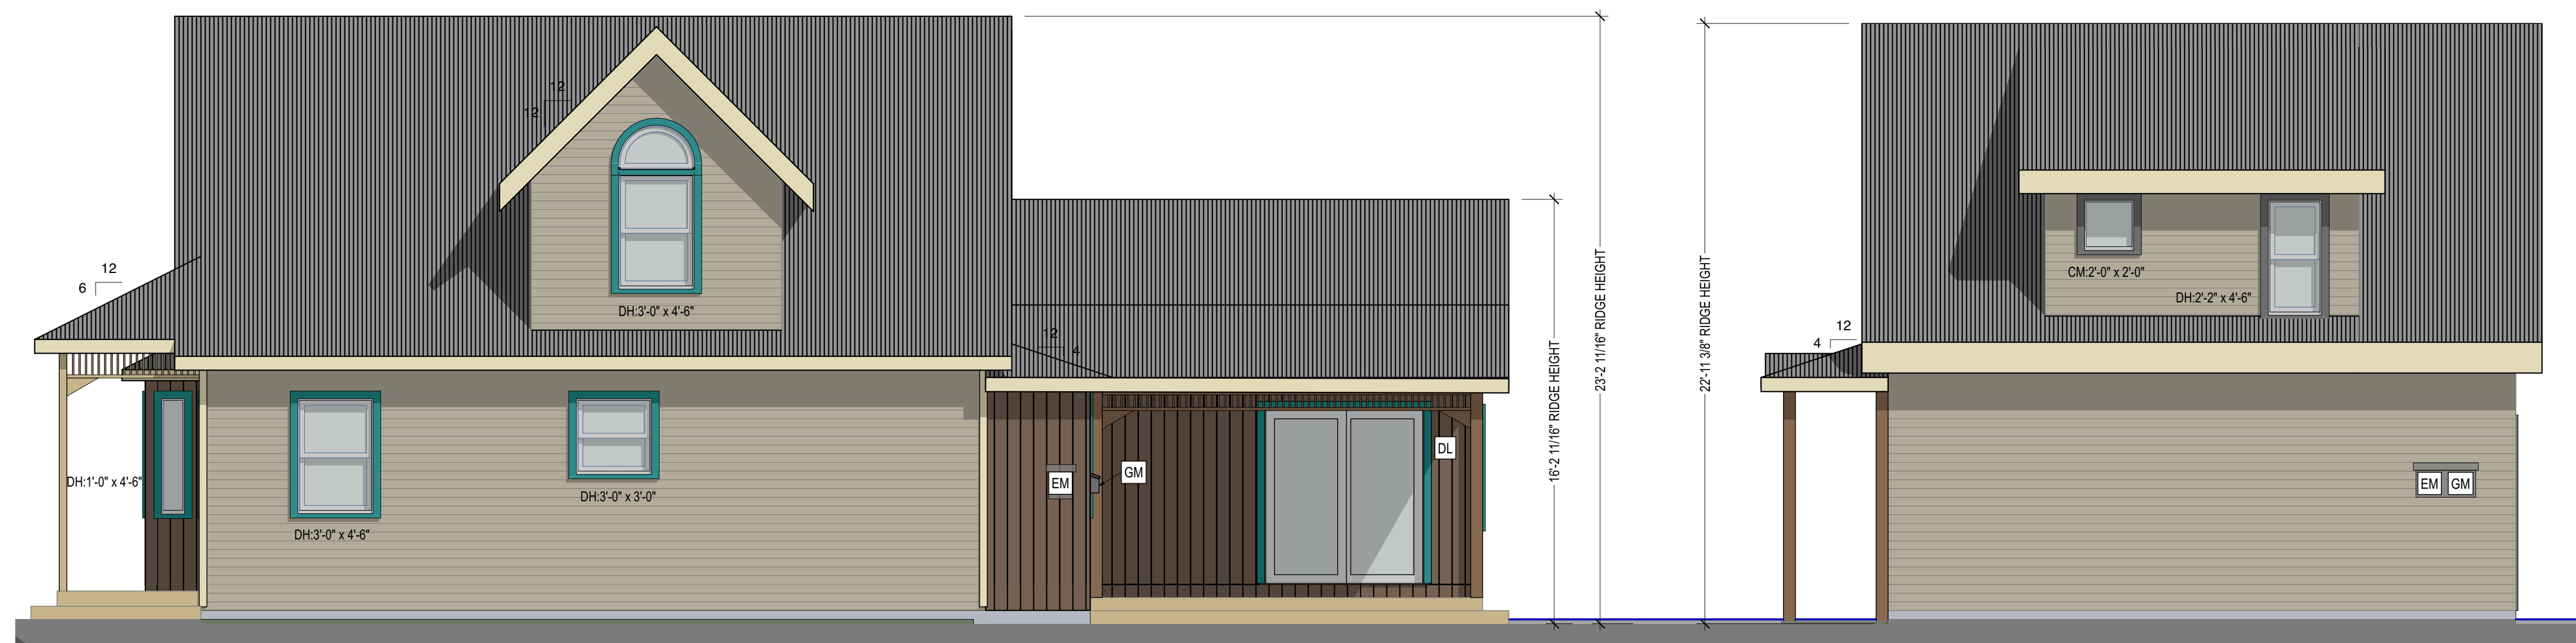 12
12
DH:3'-0" x 4'-6"
12
6
DH:1'-0" x 4'-6"
DH:3'-0" x 4'-6"
DH:3'-0" x 3'-0"
12
4
EM
GM
DL
16'-2 11/16" RIDGE HEIGHT
23'-2 11/16" RIDGE HEIGHT
22'-11 3/8" RIDGE HEIGHT
12
4
CM:2'-0" x 2'-0"
DH:2'-2" x 4'-6"
EM
GM